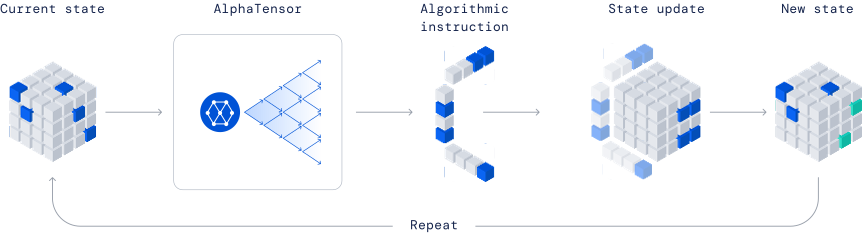 Current state
AlphaTensor
Algorithmic
instruction
State update
New state
Repeat